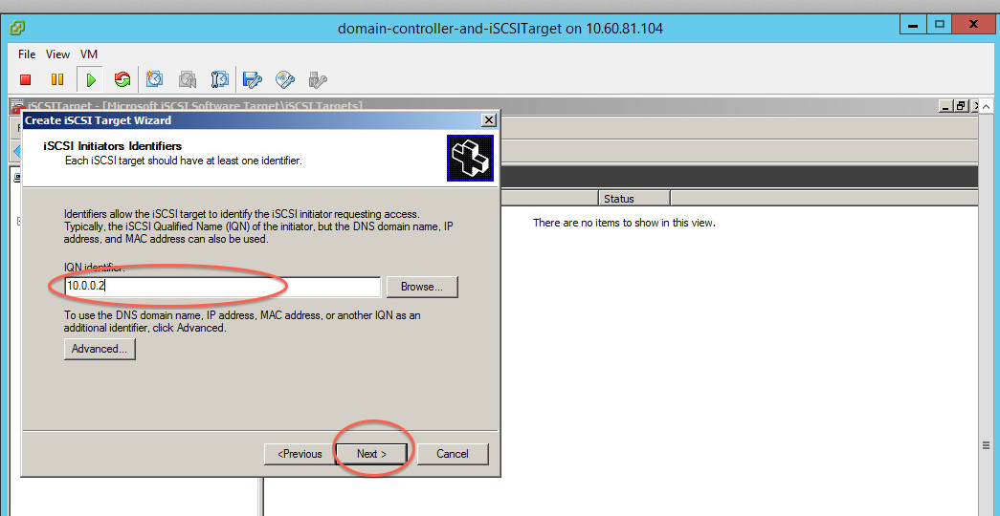 domain-controller-and-iSCSITarget on 10.60.81.104
File View VM
iSCSITarget - [Microsoft iSCSI Software Target\iSCSI Targets]
Create iSCSI Target Wizard
iSCSI Initiators Identifiers
Each iSCSI target should have at least one identifier.
Status
There are no items to show in this view.
Identifiers allow the iSCSI target to identify the iSCSI initiator requesting access.
Typically, the iSCSI Qualified Name (IQN) of the initiator, but the DNS domain name, IP
address, and MAC address can also be used.
IQN identifier:
10.0.0.2
Browse...
To use the DNS domain name, IP address, MAC address, or another IQN as an
additional identifier, click Advanced.
Advanced...
<Previous
Next >
Cancel